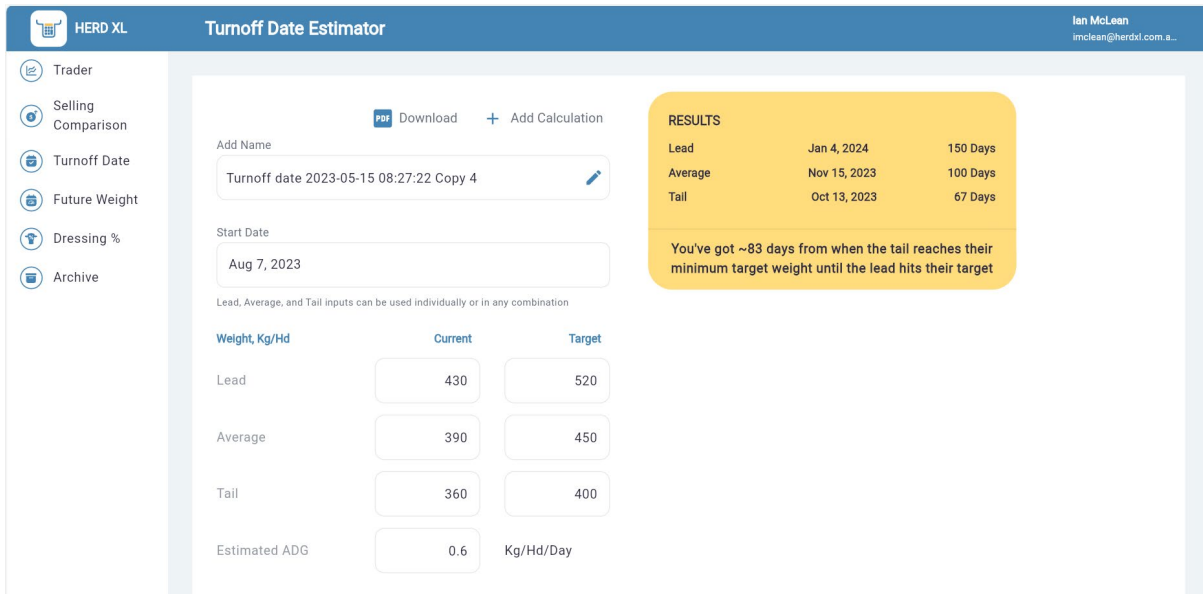 HERD XL
Turnoff Date Estimator
Ian McLean
imclean@herdxl.com.a...
Trader
Selling
Comparison
Turnoff Date
Future Weight
Dressing %
Archive
PDF Download + Add Calculation
Add Name
Turnoff date 2023-05-15 08:27:22 Copy 4
Start Date
Aug 7, 2023
Lead, Average, and Tail inputs can be used individually or in any combination
Weight, Kg/Hd Current Target
Lead 430 520
Average 390 450
Tail 360 400
Estimated ADG 0.6 Kg/Hd/Day
RESULTS
Lead Jan 4, 2024 150 Days
Average Nov 15, 2023 100 Days
Tail Oct 13, 2023 67 Days
You've got ~83 days from when the tail reaches their
minimum target weight until the lead hits their target